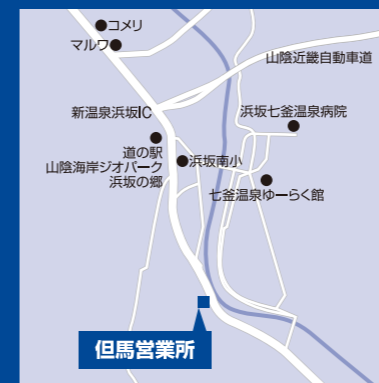 コメリ
マルワ
山陰近畿自動車道
新温泉浜坂IC
浜坂七釜温泉病院
道の駅
山陰海岸ジオパーク
浜坂の郷
浜坂南小
七釜温泉ゆーらく館
但馬営業所